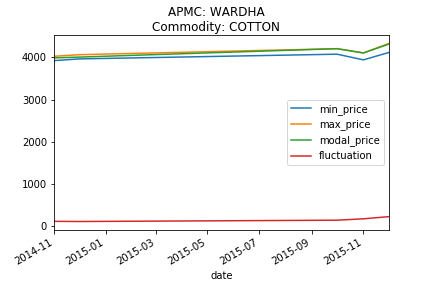 APMC: WARDHA
Commodity: COTTON
4000
3000
2000
1000
0
min_price
max_price
modal_price
fluctuation
2014-11
2015-01
2015-03
2015-05
2015-07
2015-09
2015-11
date